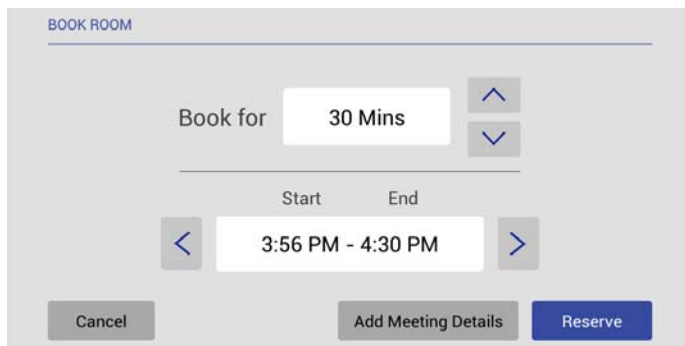 BOOK ROOM
Book for 30 Mins
Start End
3:56 PM - 4:30 PM
Cancel Add Meeting Details Reserve